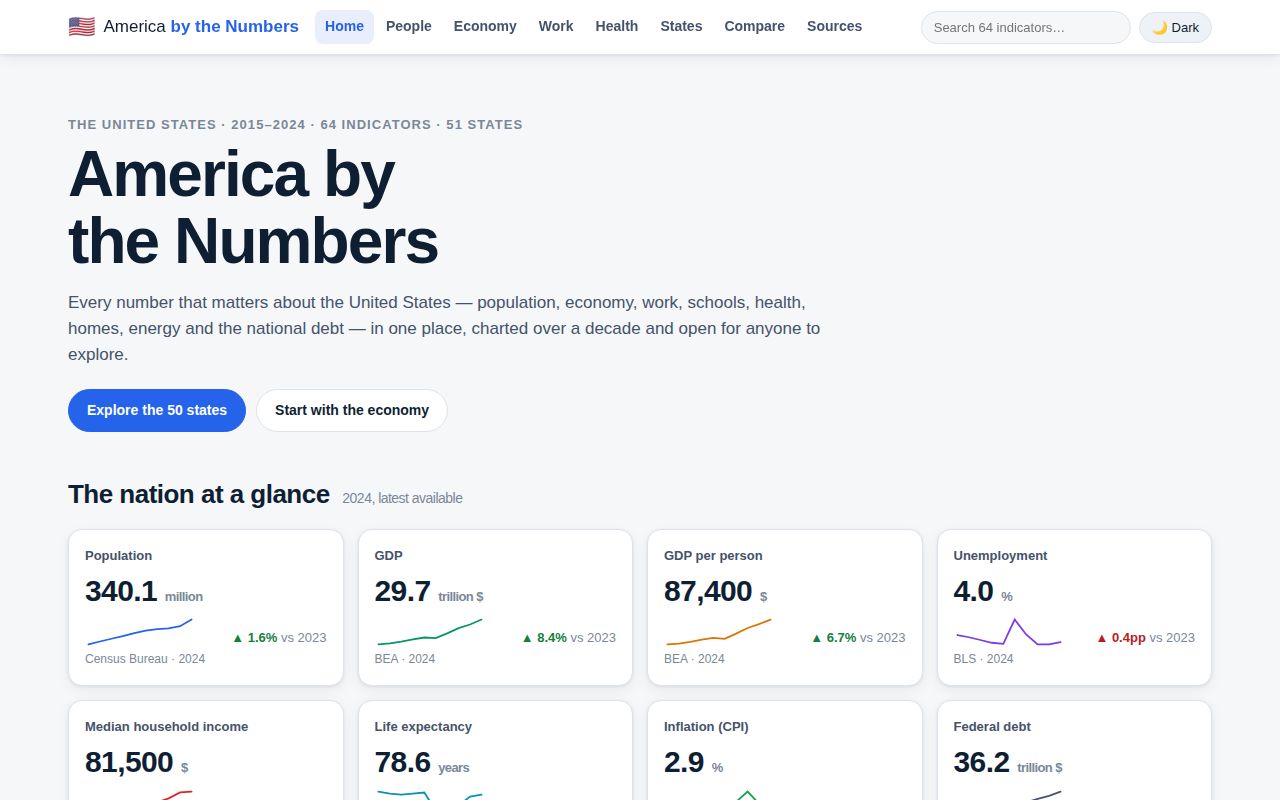 🇺🇸 America by the Numbers Home People Economy Work Health States Compare Sources Search 64 indicators… 🌙 Dark
THE UNITED STATES · 2015–2024 · 64 INDICATORS · 51 STATES
America by
the Numbers
Every number that matters about the United States — population, economy, work, schools, health,
homes, energy and the national debt — in one place, charted over a decade and open for anyone to
explore.
Explore the 50 states Start with the economy
The nation at a glance 2024, latest available
Population
340.1 million
▲ 1.6% vs 2023
Census Bureau · 2024
GDP
29.7 trillion $
▲ 8.4% vs 2023
BEA · 2024
GDP per person
87,400 $
▲ 6.7% vs 2023
BEA · 2024
Unemployment
4.0 %
▲ 0.4pp vs 2023
BLS · 2024
Median household income
81,500 $
Life expectancy
78.6 years
Inflation (CPI)
2.9 %
Federal debt
36.2 trillion $